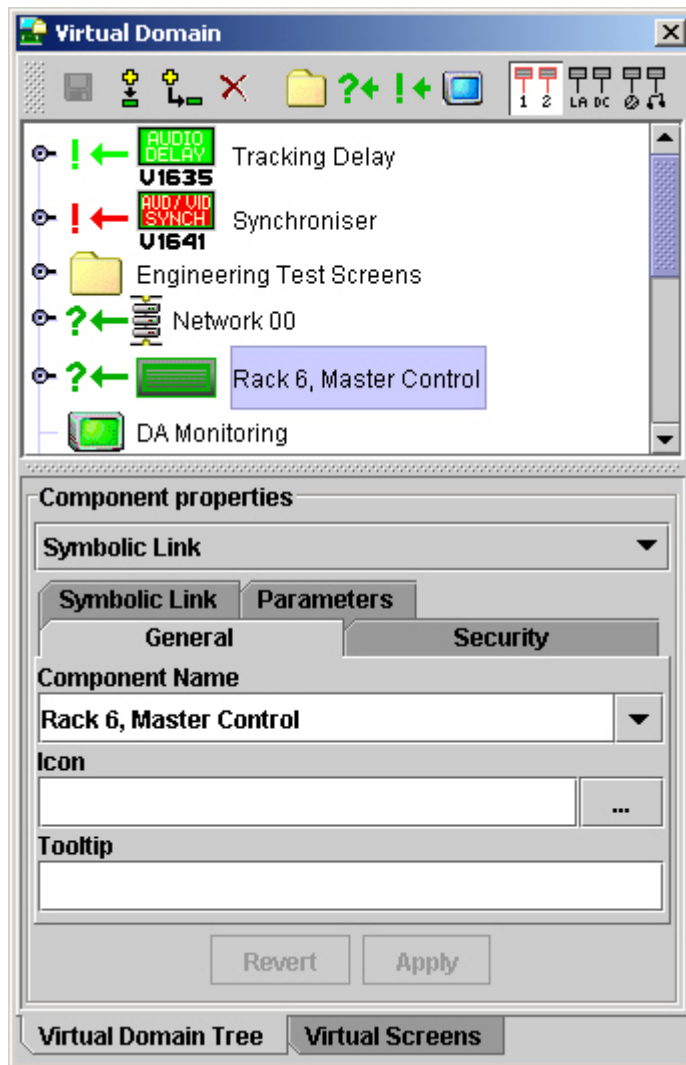 Virtual Domain
1 2 LA DC
AUDIO
DELAY
V1635
Tracking Delay
AUD/VID
SYNCH
V1641
Synchroniser
Engineering Test Screens
Network 00
Rack 6, Master Control
DA Monitoring
Component properties
Symbolic Link
Symbolic Link Parameters
General Security
Component Name
Rack 6, Master Control
Icon
...
Tooltip
Revert Apply
Virtual Domain Tree Virtual Screens